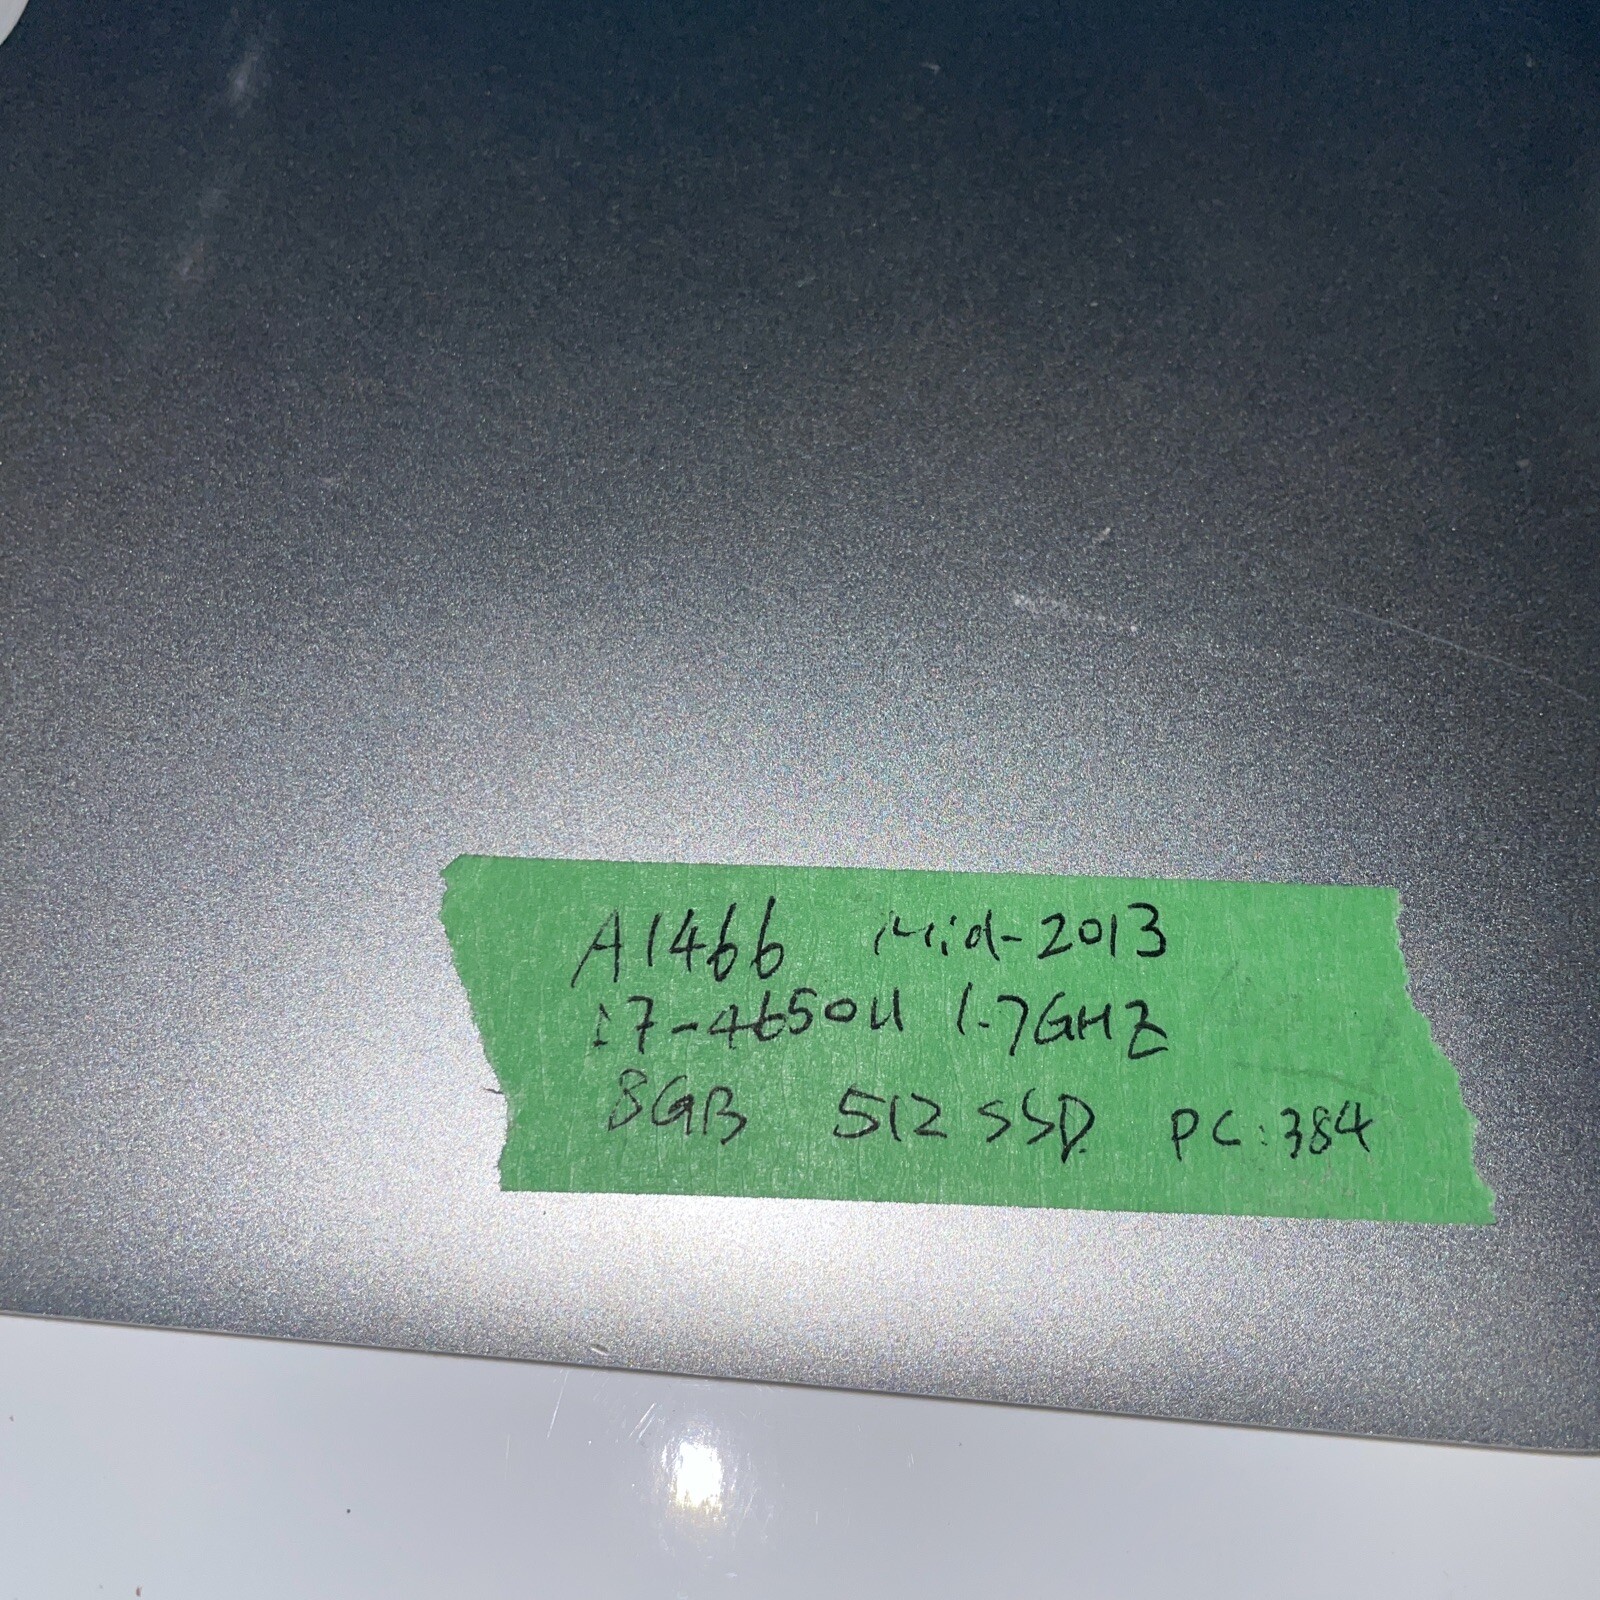 A1466 Mid-2013
i7-4650U 1.7GHZ
8GB 512 SSD PC:384